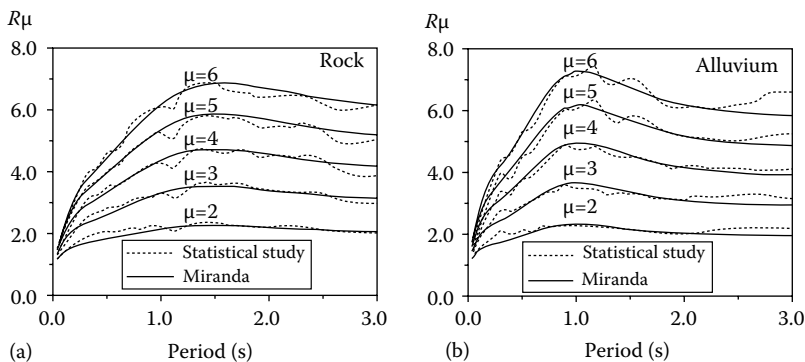 Rμ
8.0
6.0
4.0
2.0
0.0
Rock
μ=6
μ=5
μ=4
μ=3
μ=2
Statistical study
Miranda
0.0
1.0
2.0
3.0
(a)
Period (s)
Rμ
8.0
6.0
4.0
2.0
0.0
Alluvium
μ=6
μ=5
μ=4
μ=3
μ=2
Statistical study
Miranda
0.0
1.0
2.0
3.0
(b)
Period (s)